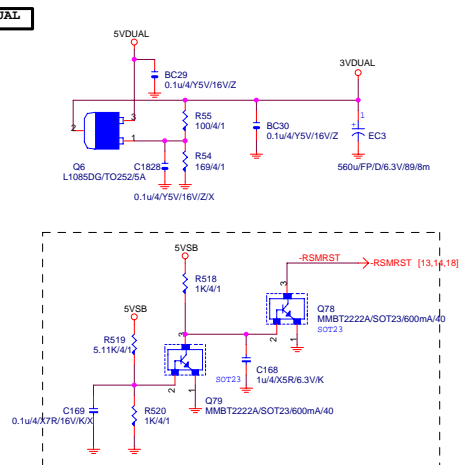 UAL
5VDUAL
3VDUAL
BC29
0.1u/4/Y5V/16V/Z
2
3
1
R55
100/4/1
BC30
0.1u/4/Y5V/16V/Z
1
+
EC3
560u/FP/D/6.3V/89/8m
Q6
L1085DG/TO252/5A
C1828
R54
169/4/1
0.1u/4/Y5V/16V/Z/X
5VSB
-RSMRST
-RSMRST [13,14,18]
R518
1K/4/1
3
Q78
MMBT2222A/SOT23/600mA/40
SOT23
5VSB
2
1
R519
5.11K/4/1
3
SOT23
C168
1u/4/X5R/6.3V/K
2
1
Q79
MMBT2222A/SOT23/600mA/40
C169
0.1u/4/X7R/16V/K/X
R520
1K/4/1